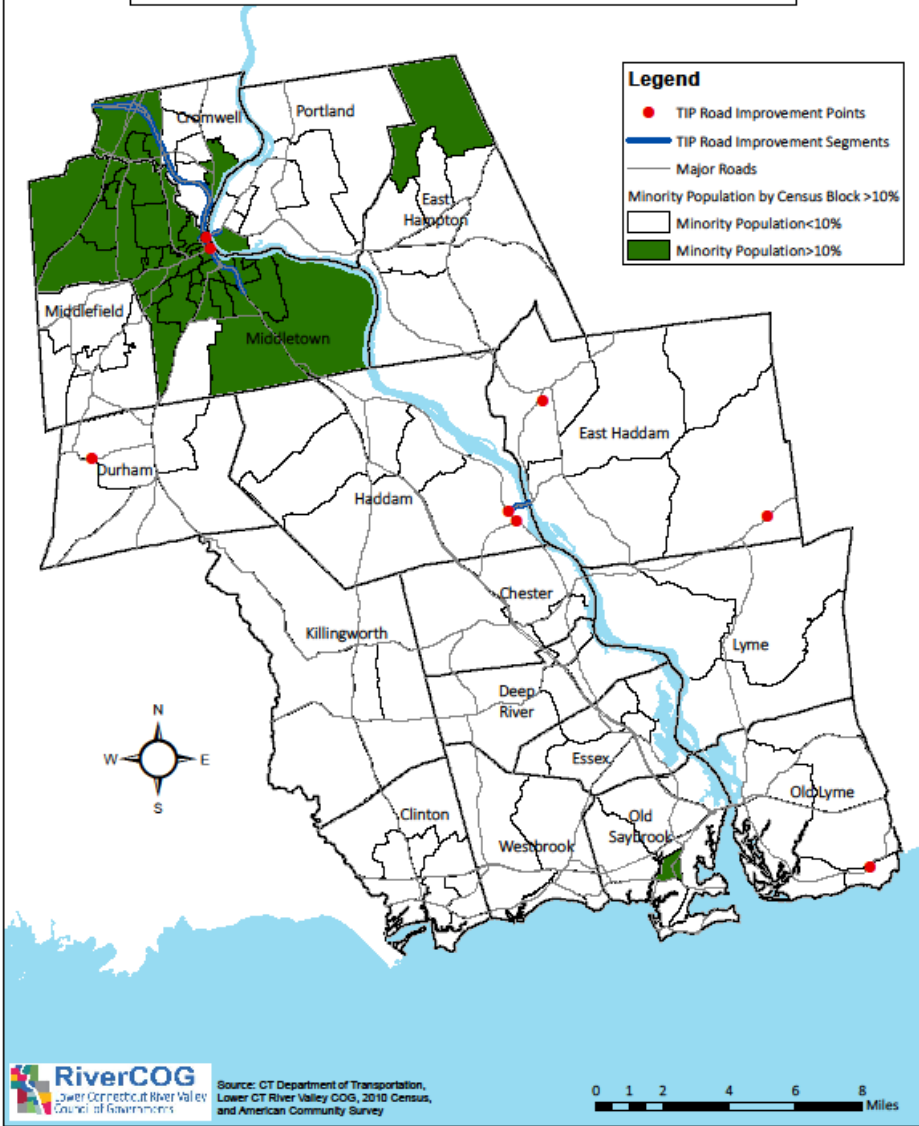 Legend
TIP Road Improvement Points
TIP Road Improvement Segments
Major Roads
Minority Population by Census Block >10%
Minority Population<10%
Minority Population>10%
Cromwell
Portland
East
Hampton
Middlefield
Middletown
East Haddam
Durham
Haddam
Chester
Killingworth
Lyme
Deep
River
N
W
E
S
Essex
Old Lyme
Clinton
Old
Saybrook
Westbrook
RiverCOG
Lower Connecticut River Valley
Council of Governments
Source: CT Department of Transportation,
Lower CT River Valley COG, 2010 Census,
and American Community Survey
0 1 2 4 6 8
Miles